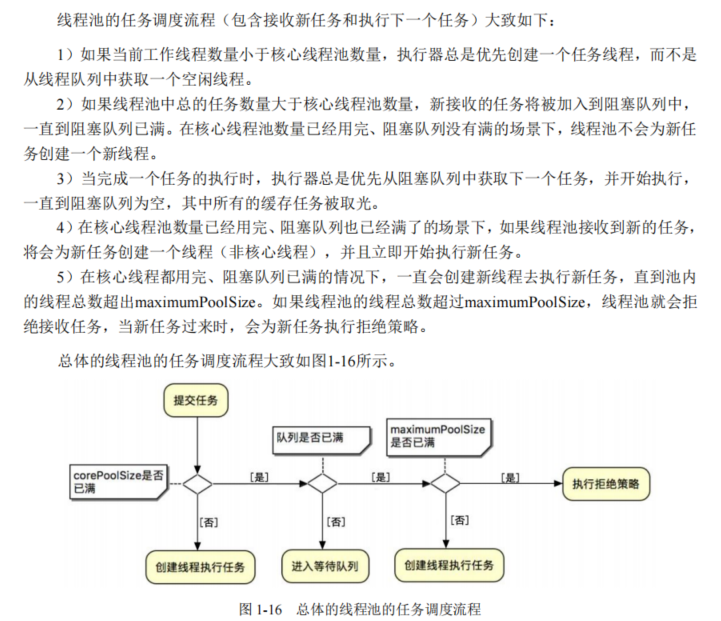 线程池的任务调度流程（包含接收新任务和执行下一个任务）大致如下：
1）如果当前工作线程数量小于核心线程池数量，执行器总是优先创建一个任务线程，而不是
从线程队列中获取一个空闲线程。
2）如果线程池中总的任务数量大于核心线程池数量，新接收的任务将被加入到阻塞队列中，
一直到阻塞队列已满。在核心线程池数量已经用完、阻塞队列没有满的场景下，线程池不会为新任
务创建一个新线程。
3）当完成一个任务的执行时，执行器总是优先从阻塞队列中获取下一个任务，并开始执行，
一直到阻塞队列为空，其中所有的缓存任务被取光。
4）在核心线程池数量已经用完、阻塞队列也已经满了的场景下，如果线程池接收到新的任务，
将会为新任务创建一个线程（非核心线程），并且立即开始执行新任务。
5）在核心线程都用完、阻塞队列已满的情况下，一直会创建新线程去执行新任务，直到池内
的线程总数超出maximumPoolSize。如果线程池的线程总数超过maximumPoolSize，线程池就会拒
绝接收任务，当新任务过来时，会为新任务执行拒绝策略。
总体的线程池的任务调度流程大致如图1-16所示。
提交任务
队列是否已满
maximumPoolSize
是否已满
corePoolSize是否
已满
[是]
[是]
[是]
执行拒绝策略
[否]
[否]
[否]
创建线程执行任务
进入等待队列
创建线程执行任务
图 1-16 总体的线程池的任务调度流程